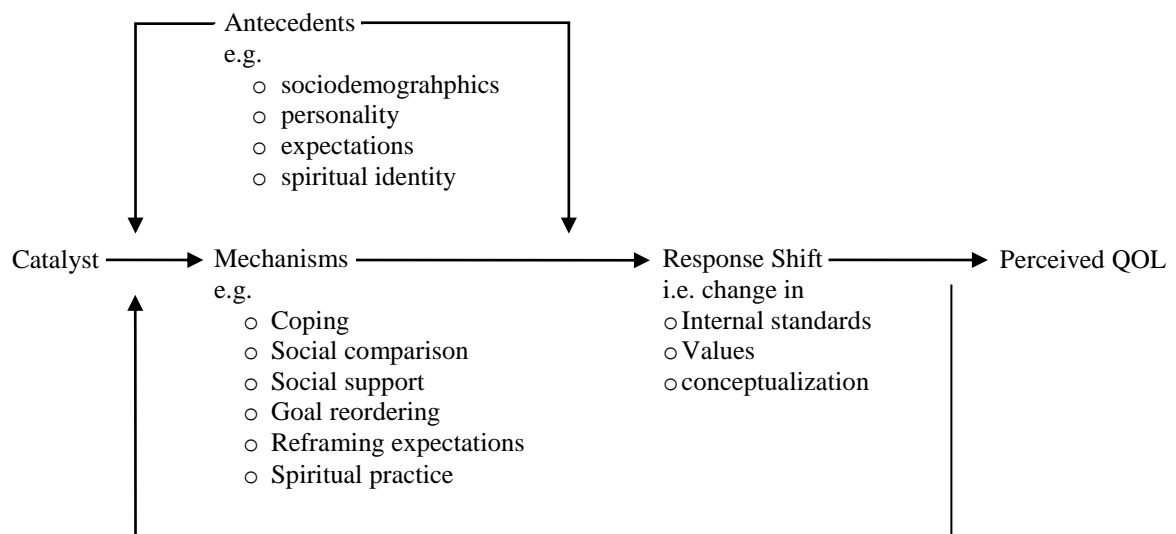 Antecedents
e.g.
○ sociodemograhphics
○ personality
○ expectations
○ spiritual identity
Catalyst
Mechanisms
e.g.
○ Coping
○ Social comparison
○ Social support
○ Goal reordering
○ Reframing expectations
○ Spiritual practice
Response Shift
i.e. change in
○ Internal standards
○ Values
○ conceptualization
Perceived QOL